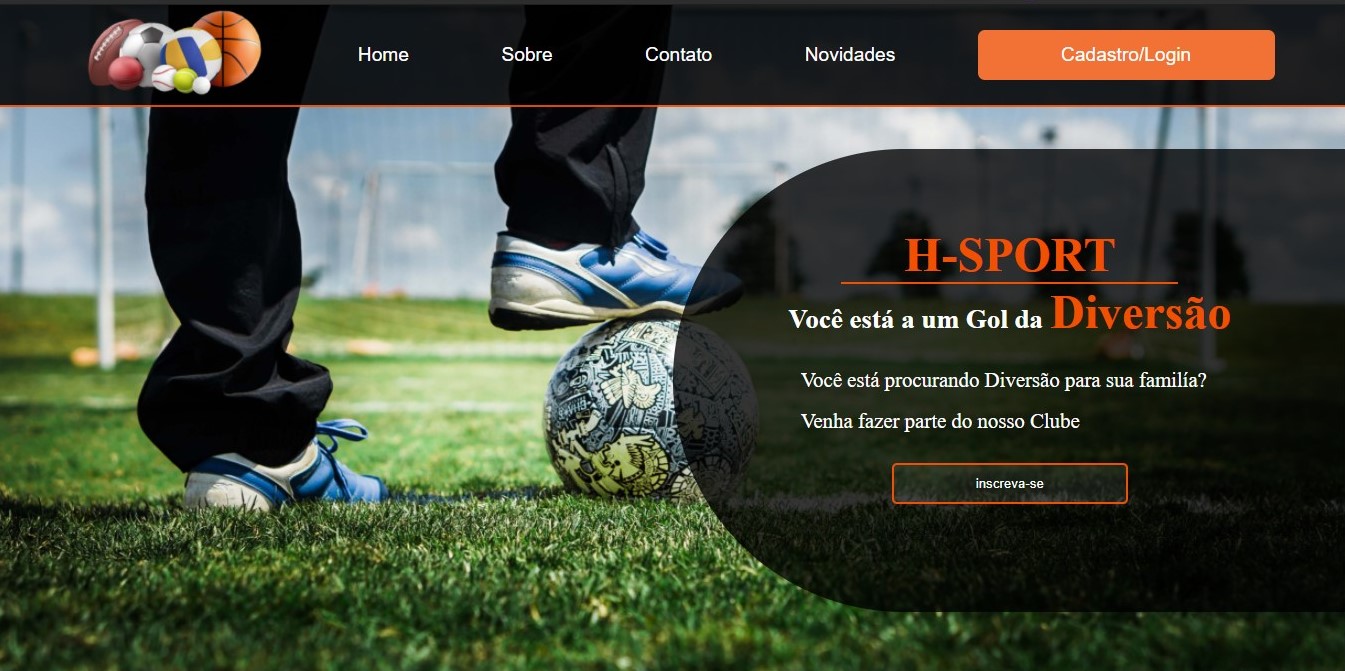 Home Sobre Contato Novidades Cadastro/Login
H-SPORT
Você está a um Gol da Diversão
Você está procurando Diversão para sua familía?
Venha fazer parte do nosso Clube
inscreva-se